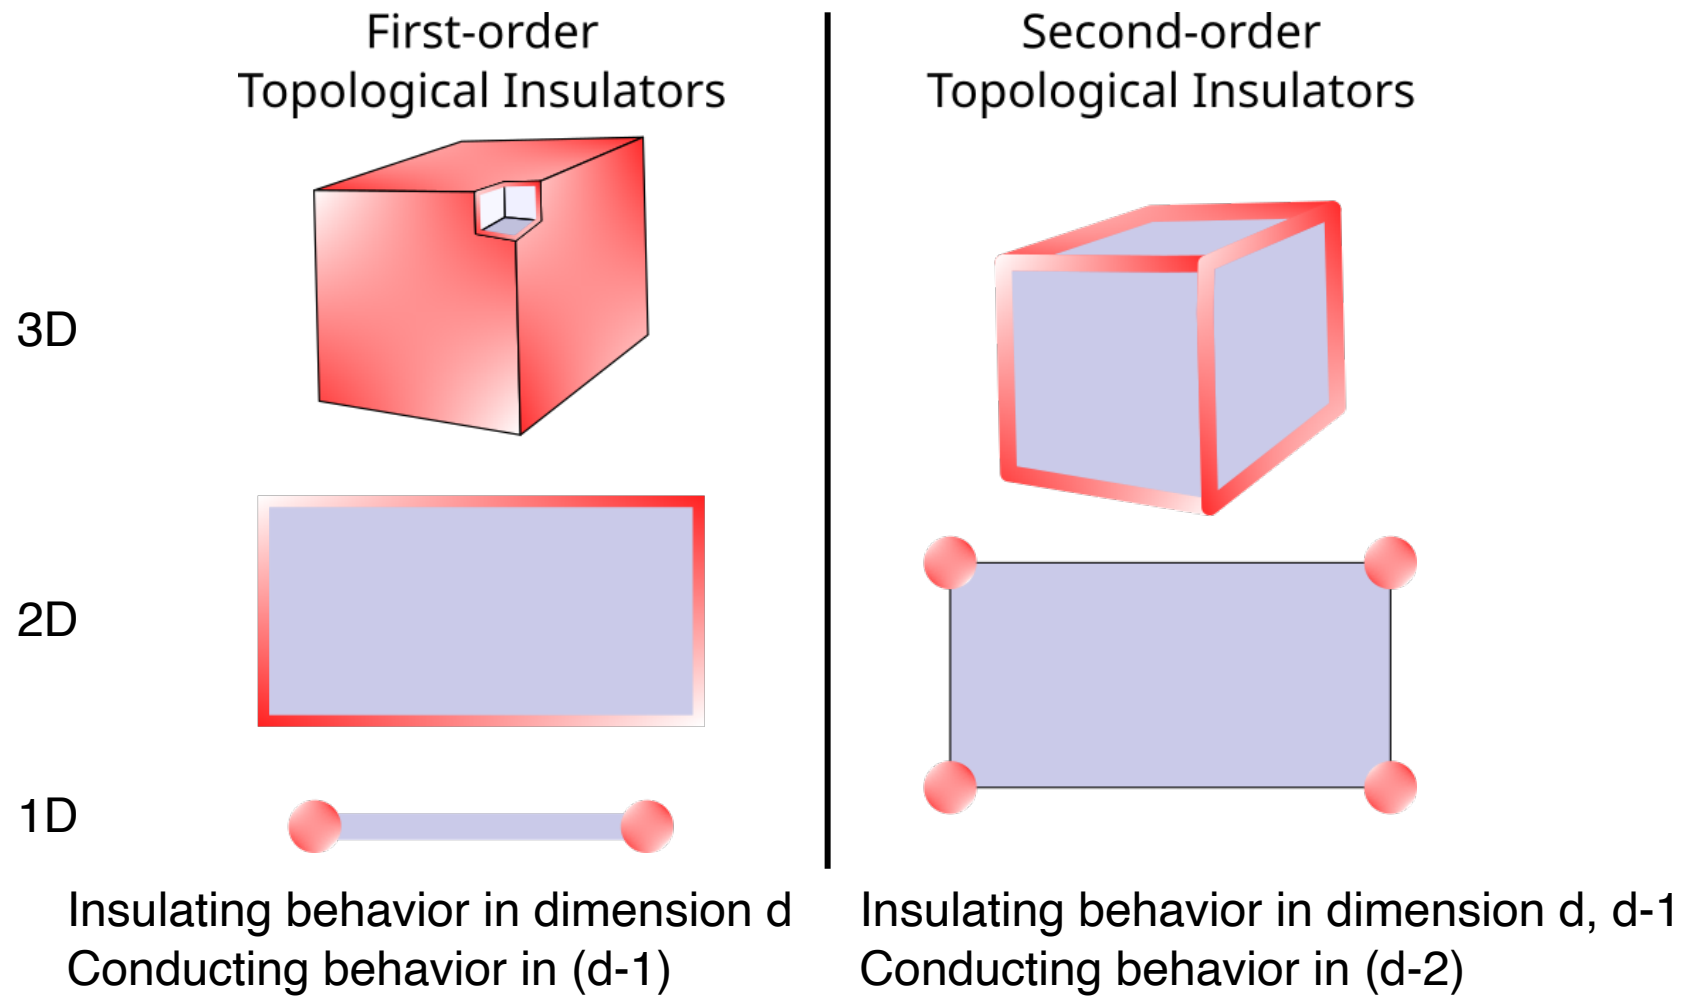 First-order
Topological Insulators
Second-order
Topological Insulators
3D
2D
1D
Insulating behavior in dimension d
Conducting behavior in (d-1)
Insulating behavior in dimension d, d-1
Conducting behavior in (d-2)